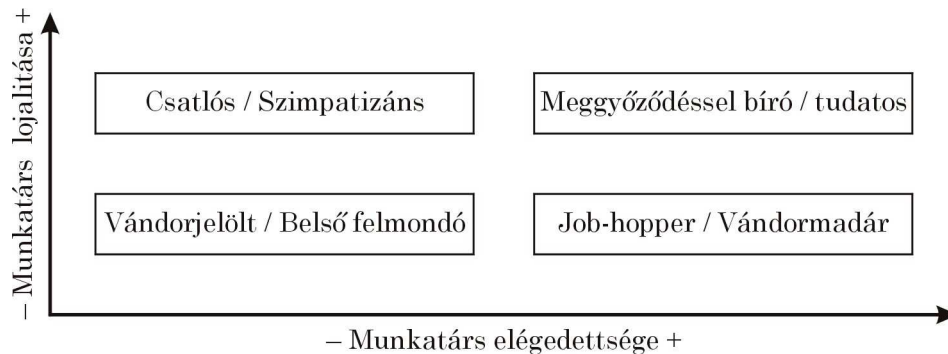 – Munkatárs lojalitása +
Csatlós / Szimpatizáns
Meggyőződéssel bíró / tudatos
Vándorjelölt / Belső felmondó
Job-hopper / Vándormadár
– Munkatárs elégedettsége +